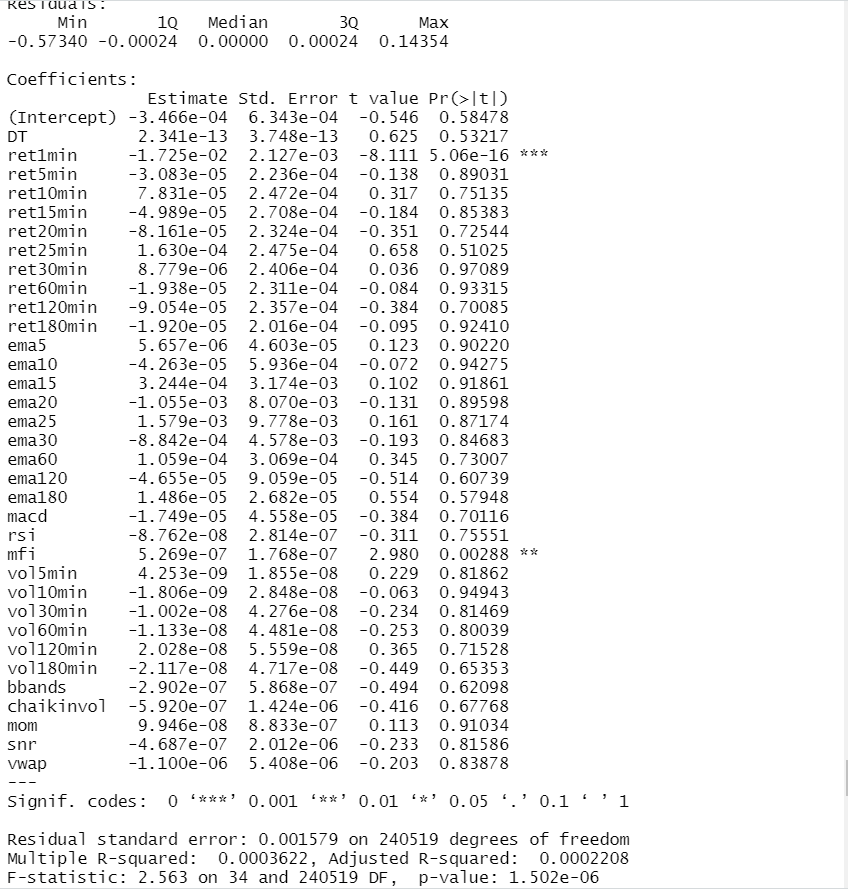 Residuals:
Min 1Q Median 3Q Max
-0.57340 -0.00024 0.00000 0.00024 0.14354
Coefficients:
Estimate Std. Error t value Pr(>|t|)
(Intercept) -3.466e-04 6.343e-04 -0.546 0.58478
DT 2.341e-13 3.748e-13 0.625 0.53217
ret1min -1.725e-02 2.127e-03 -8.111 5.06e-16 ***
ret5min -3.083e-05 2.236e-04 -0.138 0.89031
ret10min 7.831e-05 2.472e-04 0.317 0.75135
ret15min -4.989e-05 2.708e-04 -0.184 0.85383
ret20min -8.161e-05 2.324e-04 -0.351 0.72544
ret25min 1.630e-04 2.475e-04 0.658 0.51025
ret30min 8.779e-06 2.406e-04 0.036 0.97089
ret60min -1.938e-05 2.311e-04 -0.084 0.93315
ret120min -9.054e-05 2.357e-04 -0.384 0.70085
ret180min -1.920e-05 2.016e-04 -0.095 0.92410
ema5 5.657e-06 4.603e-05 0.123 0.90220
ema10 -4.263e-05 5.936e-04 -0.072 0.94275
ema15 3.244e-04 3.174e-03 0.102 0.91861
ema20 -1.055e-03 8.070e-03 -0.131 0.89598
ema25 1.579e-03 9.778e-03 0.161 0.87174
ema30 -8.842e-04 4.578e-03 -0.193 0.84683
ema60 1.059e-04 3.069e-04 0.345 0.73007
ema120 -4.655e-05 9.059e-05 -0.514 0.60739
ema180 1.486e-05 2.682e-05 0.554 0.57948
macd -1.749e-05 4.558e-05 -0.384 0.70116
rsi -8.762e-08 2.814e-07 -0.311 0.75551
mfi 5.269e-07 1.768e-07 2.980 0.00288 **
vol5min 4.253e-09 1.855e-08 0.229 0.81862
vol10min -1.806e-09 2.848e-08 -0.063 0.94943
vol30min -1.002e-08 4.276e-08 -0.234 0.81469
vol60min -1.133e-08 4.481e-08 -0.253 0.80039
vol120min 2.028e-08 5.559e-08 0.365 0.71528
vol180min -2.117e-08 4.717e-08 -0.449 0.65353
bbands -2.902e-07 5.868e-07 -0.494 0.62098
chaikinvol -5.920e-07 1.424e-06 -0.416 0.67768
mom 9.946e-08 8.833e-07 0.113 0.91034
snr -4.687e-07 2.012e-06 -0.233 0.81586
vwap -1.100e-06 5.408e-06 -0.203 0.83878
---
Signif. codes: 0 ‘***’ 0.001 ‘**’ 0.01 ‘*’ 0.05 ‘.’ 0.1 ‘ ’ 1
Residual standard error: 0.001579 on 240519 degrees of freedom
Multiple R-squared: 0.0003622, Adjusted R-squared: 0.0002208
F-statistic: 2.563 on 34 and 240519 DF, p-value: 1.502e-06